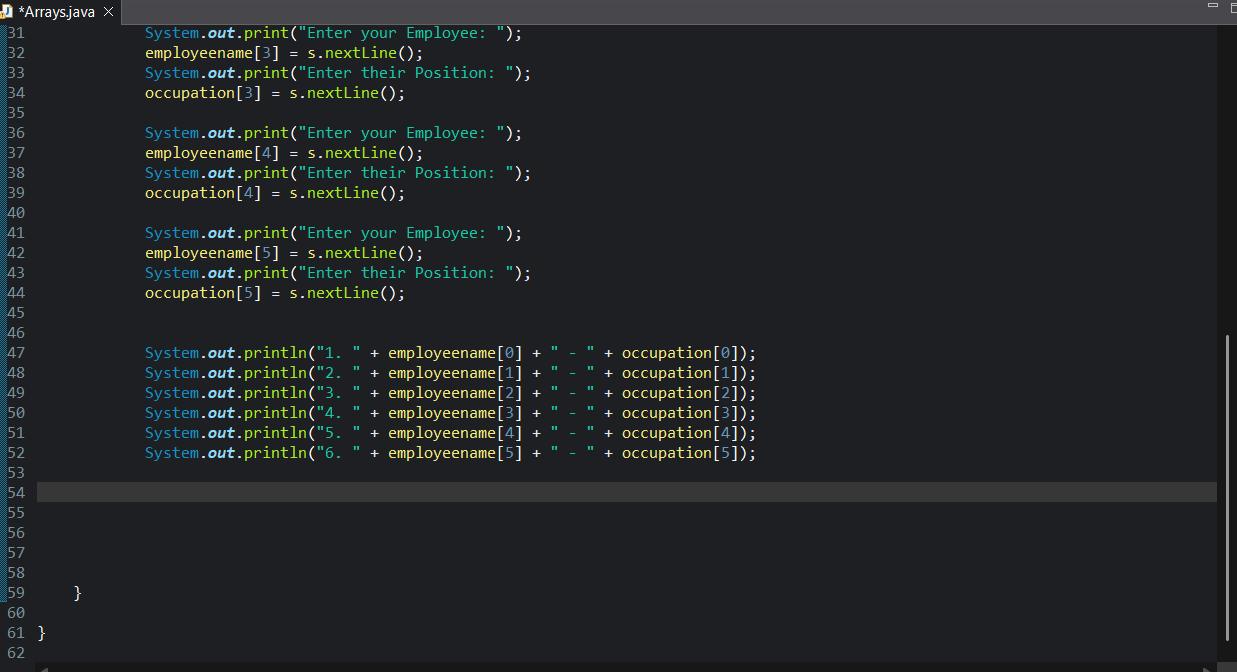 *Arrays.java
31 System.out.print("Enter your Employee: ");
32 employeename[3] = s.nextLine();
33 System.out.print("Enter their Position: ");
34 occupation[3] = s.nextLine();
35
36 System.out.print("Enter your Employee: ");
37 employeename[4] = s.nextLine();
38 System.out.print("Enter their Position: ");
39 occupation[4] = s.nextLine();
40
41 System.out.print("Enter your Employee: ");
42 employeename[5] = s.nextLine();
43 System.out.print("Enter their Position: ");
44 occupation[5] = s.nextLine();
45
46
47 System.out.println("1. " + employeename[0] + " - " + occupation[0]);
48 System.out.println("2. " + employeename[1] + " - " + occupation[1]);
49 System.out.println("3. " + employeename[2] + " - " + occupation[2]);
50 System.out.println("4. " + employeename[3] + " - " + occupation[3]);
51 System.out.println("5. " + employeename[4] + " - " + occupation[4]);
52 System.out.println("6. " + employeename[5] + " - " + occupation[5]);
53
54
55
56
57
58
59 }
60
61 }
62